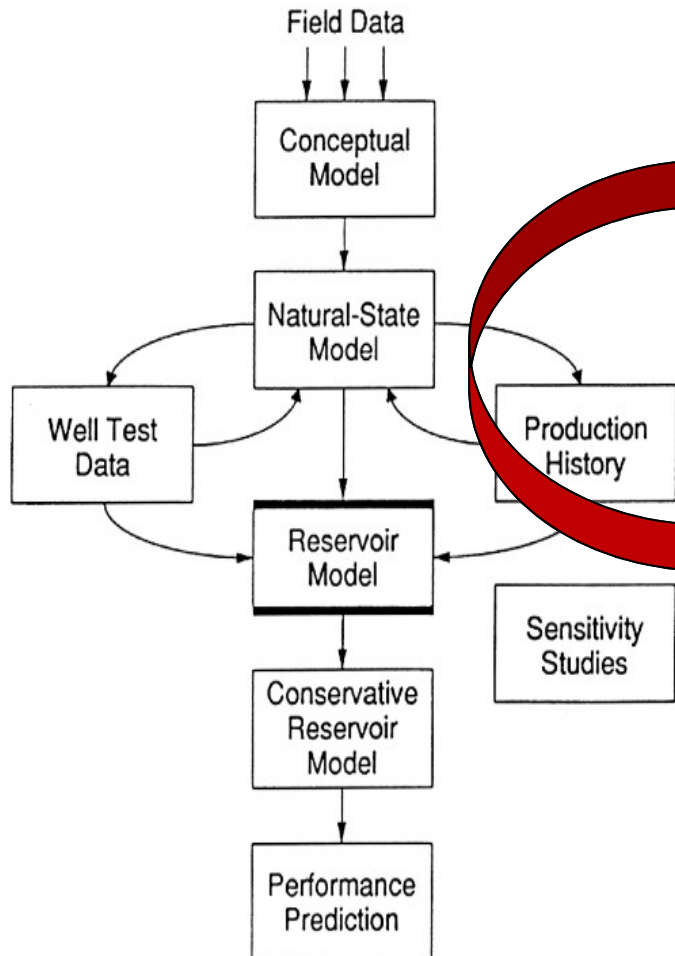 Field Data
Conceptual
Model
Natural-State
Model
Well Test
Data
Production
History
Reservoir
Model
Sensitivity
Studies
Conservative
Reservoir
Model
Performance
Prediction